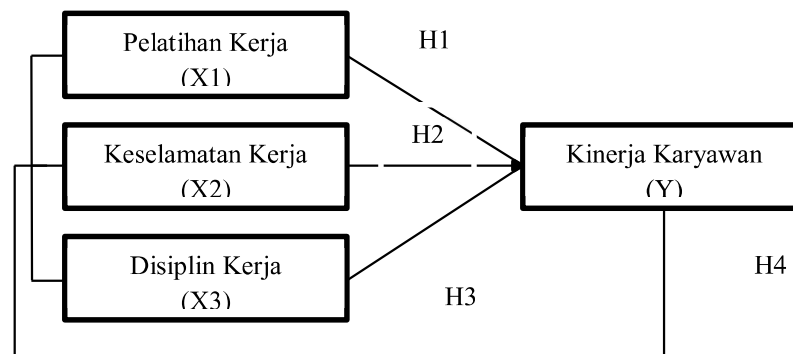 Pelatihan Kerja
(X1)
H1
Keselamatan Kerja
(X2)
H2
Kinerja Karyawan
(Y)
Disiplin Kerja
(X3)
H3
H4